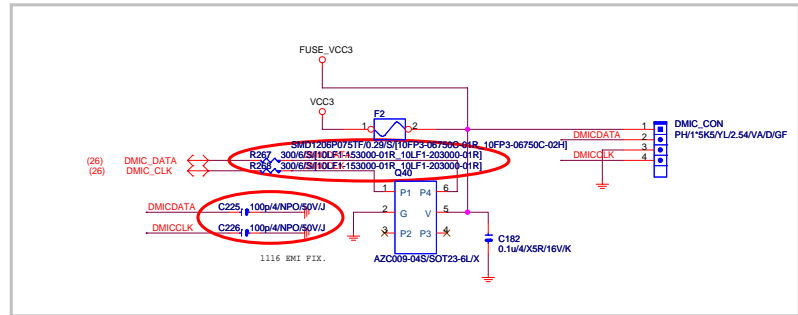 FUSE_VCC3
VCC3
F2
1 2
SMD1206P075TF/0.29/S/[10FP3-06750C-01R_10FP3-06750C-02H]
DMIC_CON
PH/1*5K5/YL/2.54/VA/D/GF
1
DMICDATA 2
3
DMICCLK 4
(26) DMIC_DATA R267 300/6/S/[10LF1-153000-01R_10LF1-203000-01R]
(26) DMIC_CLK R268 300/6/S/[10LF1-153000-01R_10LF1-203000-01R]
Q40
1 P1 P4 6
2 G V 5
3 P2 P3 4
AZC009-04S/SOT23-6L/X
DMICDATA C225 100p/4/NPO/50V/J
DMICCLK C226 100p/4/NPO/50V/J
1116 EMI FIX.
C182
0.1u/4/X5R/16V/K